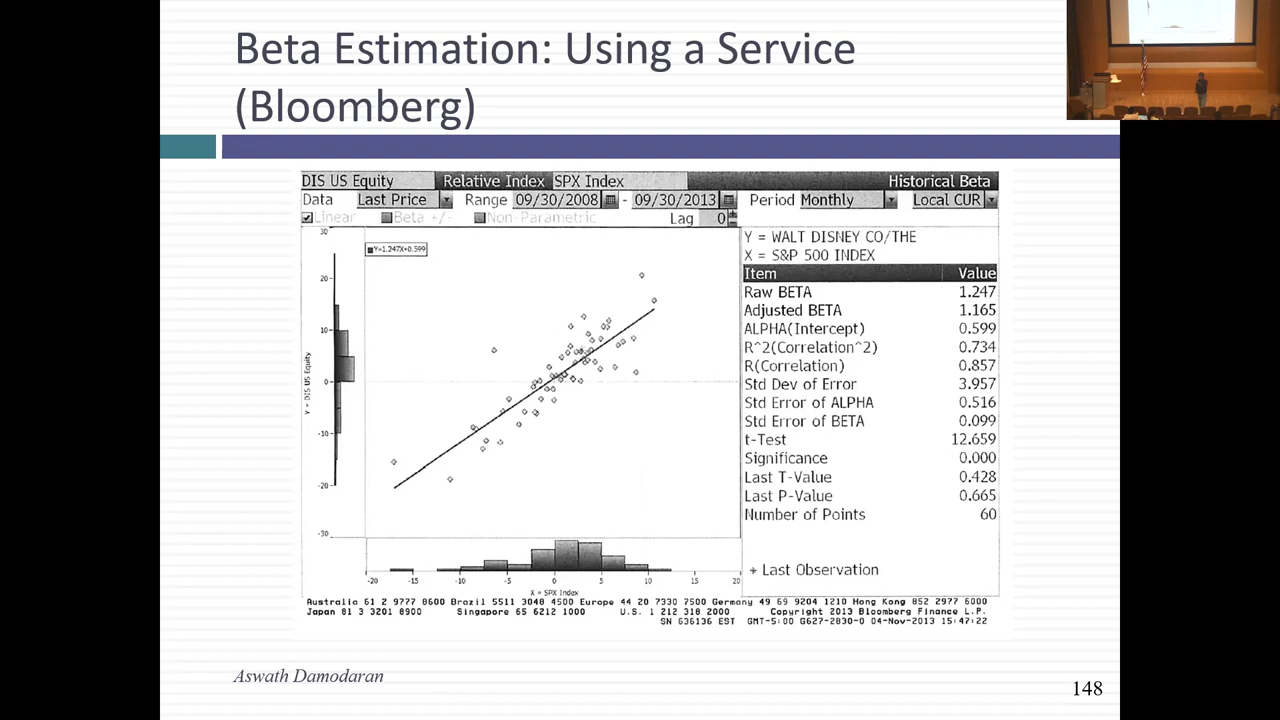 Beta Estimation: Using a Service
(Bloomberg)
DIS US Equity Relative Index SPX Index Historical Beta
Data Last Price Range 09/30/2008 - 09/30/2013 Period Monthly Local CUR
Linear Beta +/- Non-Parametric Lag 0
Y = WALT DISNEY CO/THE
X = S&P 500 INDEX
Item Value
Raw BETA 1.247
Adjusted BETA 1.165
ALPHA(Intercept) 0.599
R^2(Correlation^2) 0.734
R(Correlation) 0.857
Std Dev of Error 3.957
Std Error of ALPHA 0.516
Std Error of BETA 0.099
t-Test 12.659
Significance 0.000
Last T-Value 0.428
Last P-Value 0.665
Number of Points 60
+ Last Observation
Y=1.247X+0.599
30
20
10
0
-10
-20
-30
Y = DIS US Equity
-20 -15 -10 -5 0 5 10 15 20
X = SPX Index
Australia 61 2 9777 8600 Brazil 5511 3048 4500 Europe 44 20 7330 7500 Germany 49 69 9204 1210 Hong Kong 852 2977 6000
Japan 81 3 3201 8900 Singapore 65 6212 1000 U.S. 1 212 318 2000 Copyright 2013 Bloomberg Finance L.P.
SN 636136 EST GMT-5:00 G627-2830-0 04-Nov-2013 15:47:22
Aswath Damodaran
148